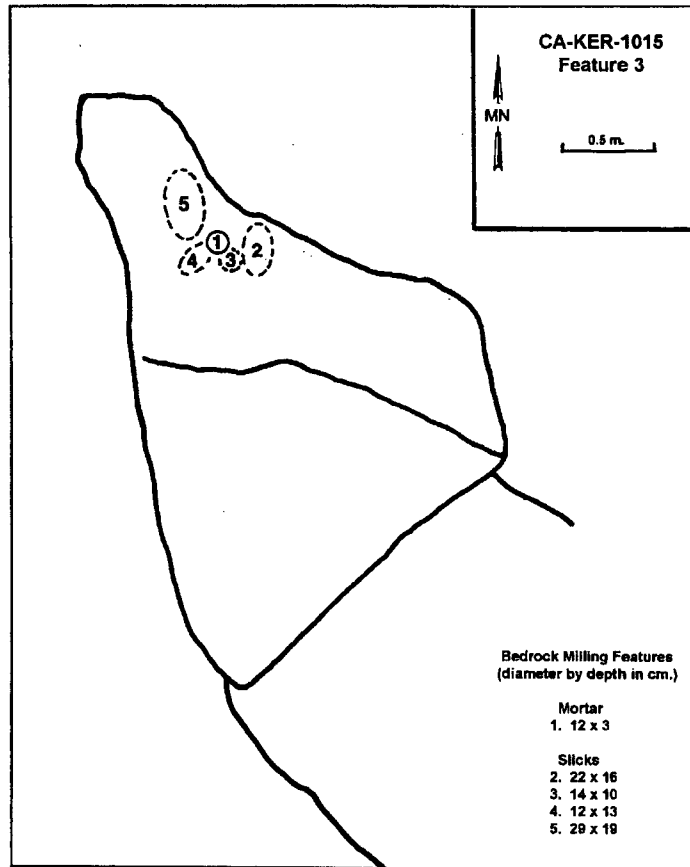 CA-KER-1015
Feature 3
MN
0.5 m.
5
1
2
4
3
Bedrock Milling Features
(diameter by depth in cm.)
Mortar
1. 12 x 3
Slicks
2. 22 x 16
3. 14 x 10
4. 12 x 13
5. 29 x 19